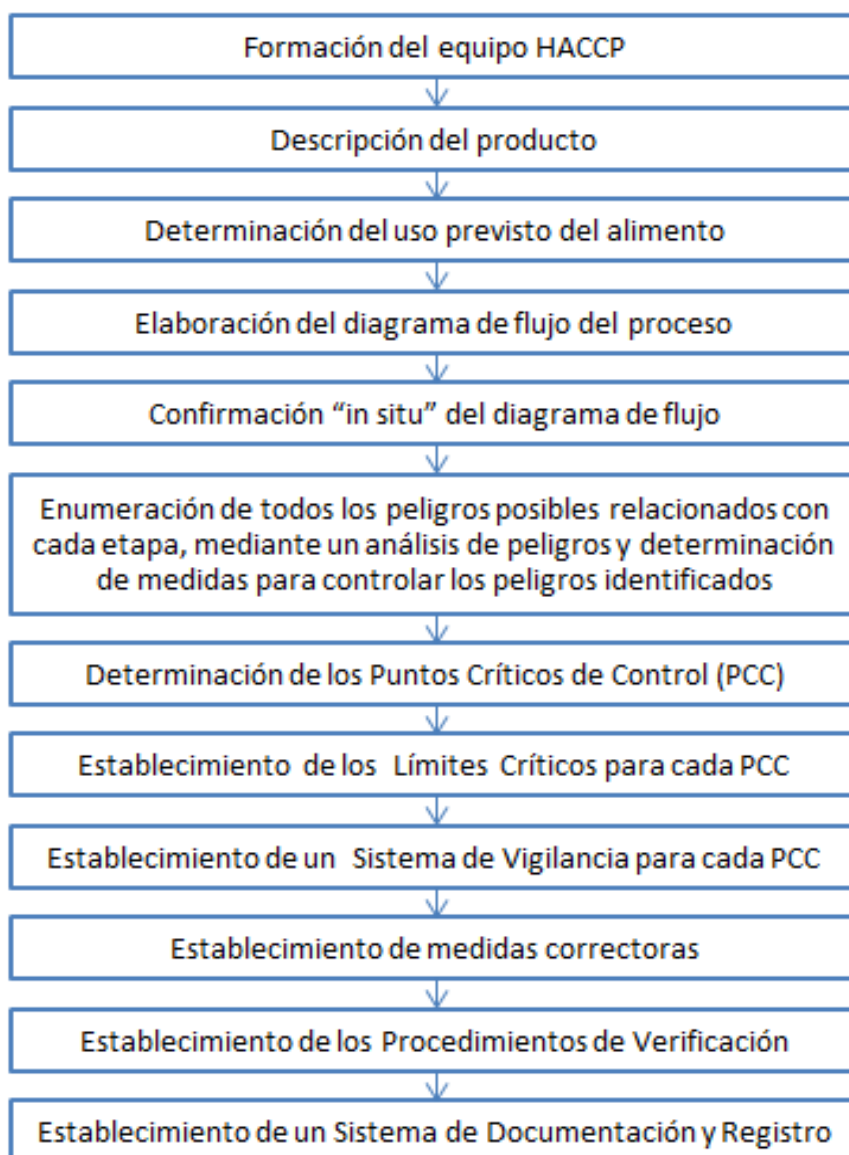 Formación del equipo HACCP
Descripción del producto
Determinación del uso previsto del alimento
Elaboración del diagrama de flujo del proceso
Confirmación “in situ” del diagrama de flujo
Enumeración de todos los peligros posibles relacionados con
cada etapa, mediante un análisis de peligros y determinación
de medidas para controlar los peligros identificados
Determinación de los Puntos Críticos de Control (PCC)
Establecimiento de los Límites Críticos para cada PCC
Establecimiento de un Sistema de Vigilancia para cada PCC
Establecimiento de medidas correctoras
Establecimiento de los Procedimientos de Verificación
Establecimiento de un Sistema de Documentación y Registro